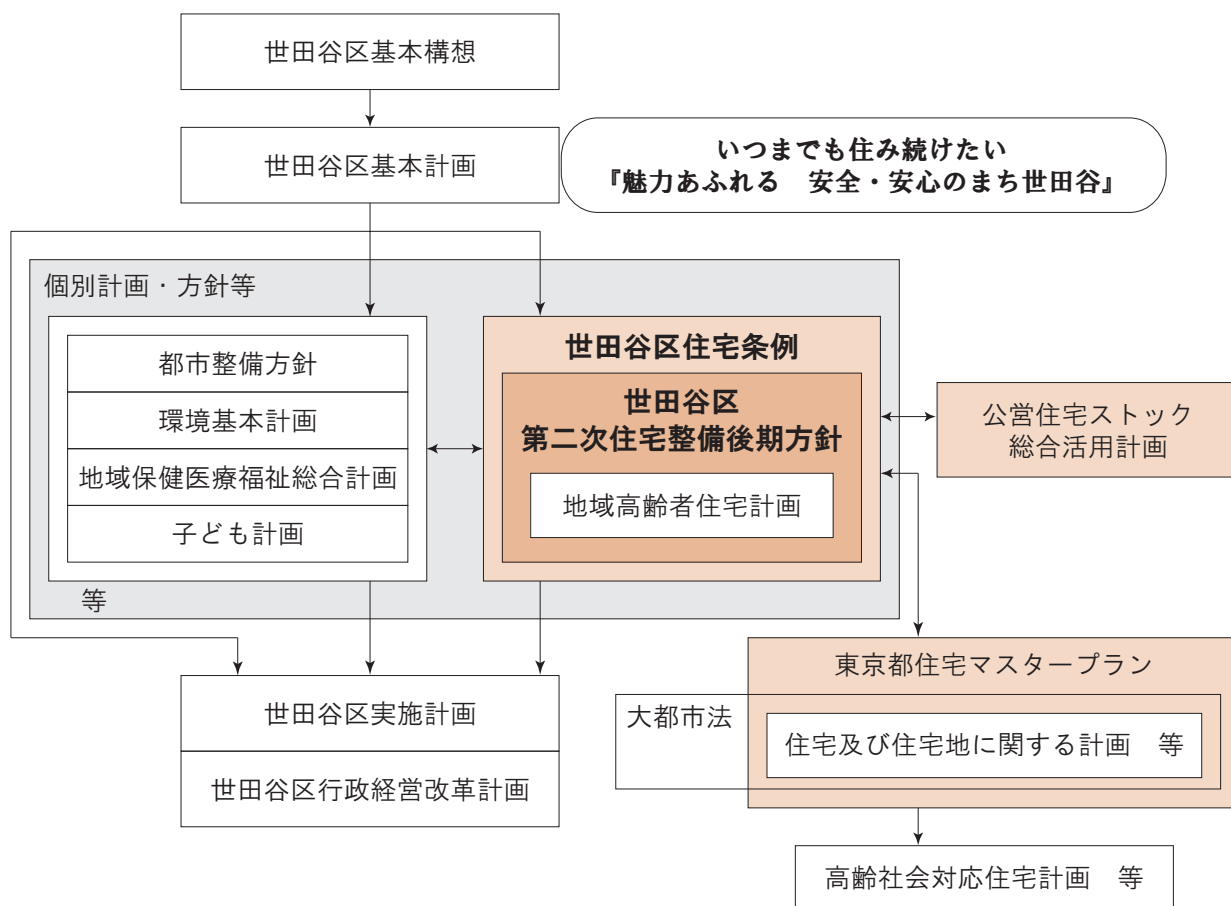 世田谷区基本構想
世田谷区基本計画
いつまでも住み続けたい
『魅力あふれる　安全・安心のまち世田谷』
個別計画・方針等
都市整備方針
環境基本計画
地域保健医療福祉総合計画
子ども計画
等
世田谷区住宅条例
世田谷区
第二次住宅整備後期方針
地域高齢者住宅計画
公営住宅ストック
総合活用計画
世田谷区実施計画
世田谷区行政経営改革計画
東京都住宅マスタープラン
大都市法
住宅及び住宅地に関する計画　等
高齢社会対応住宅計画　等